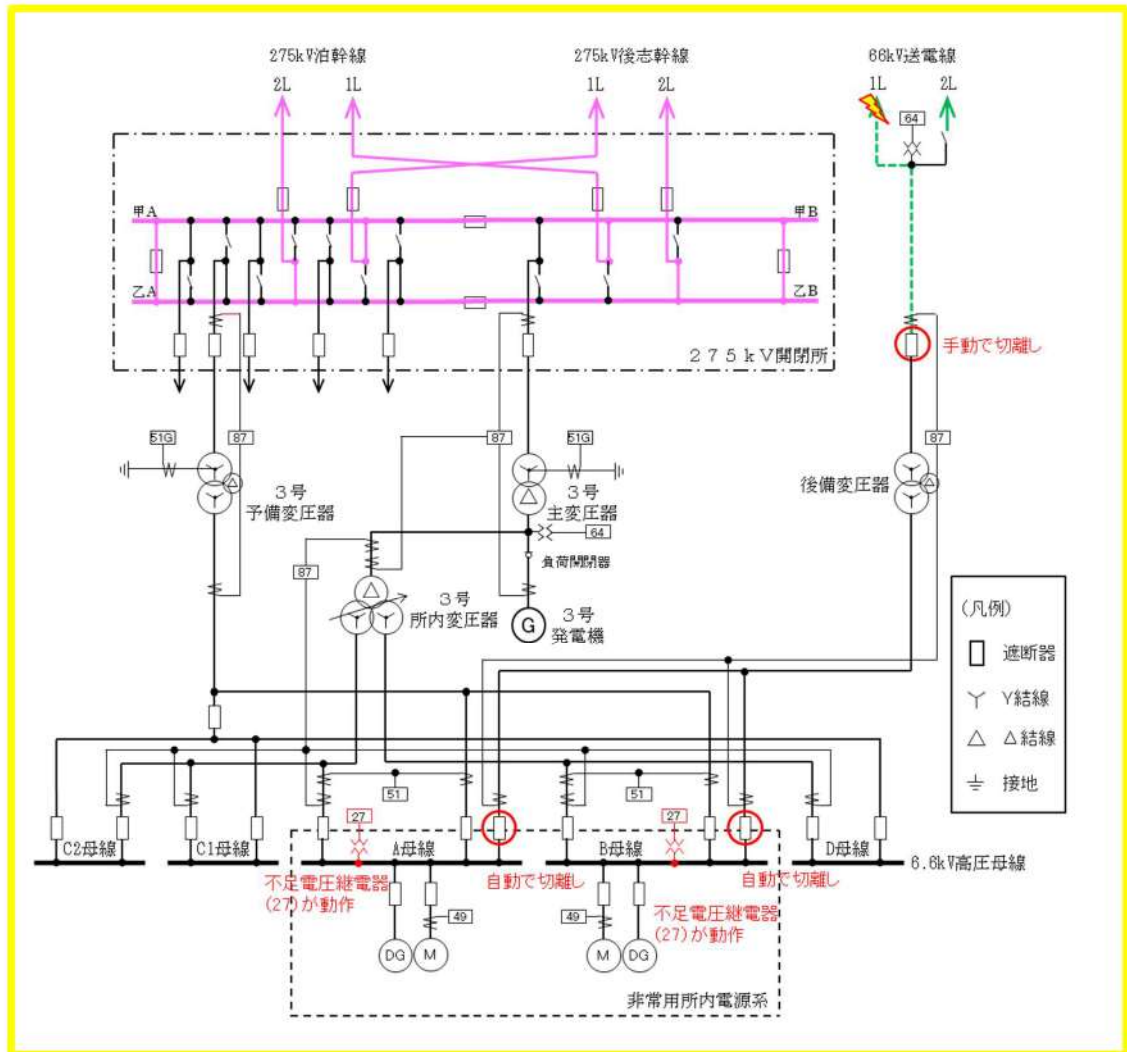 275kV泊幹線
275kV後志幹線
66kV送電線
2L
1L
1L
2L
1L
2L
64
甲A
甲B
乙A
乙B
275kV開閉所
手動で切離し
51G
87
87
51G
87
3号
予備変圧器
3号
主変圧器
後備変圧器
64
負荷開閉器
87
3号
所内変圧器
G
3号
発電機
(凡例)
遮断器
Y結線
△結線
接地
51
51
27
27
C2母線
C1母線
A母線
B母線
D母線
6.6kV高圧母線
不足電圧継電器
(27)が動作
自動で切離し
自動で切離し
不足電圧継電器
(27)が動作
49
49
DG
M
M
DG
非常用所内電源系